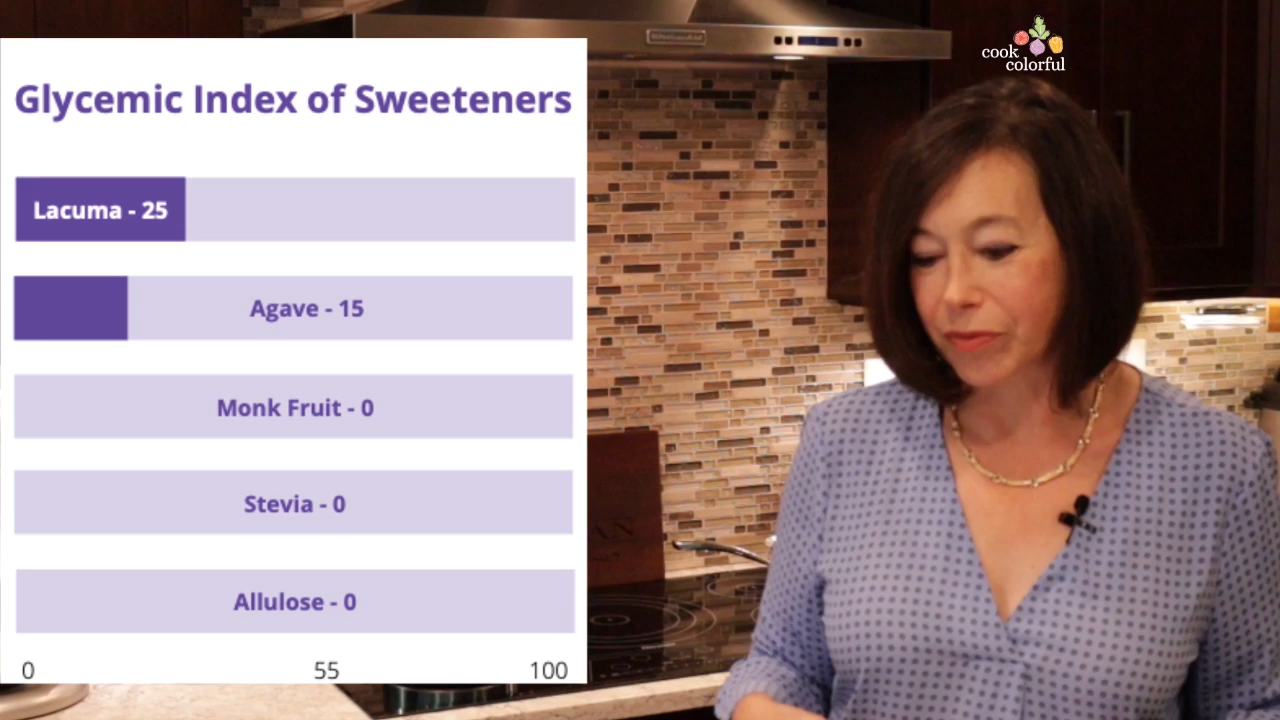 cook
colorful
Glycemic Index of Sweeteners
Lacuma - 25
Agave - 15
Monk Fruit - 0
Stevia - 0
Allulose - 0
0 55 100